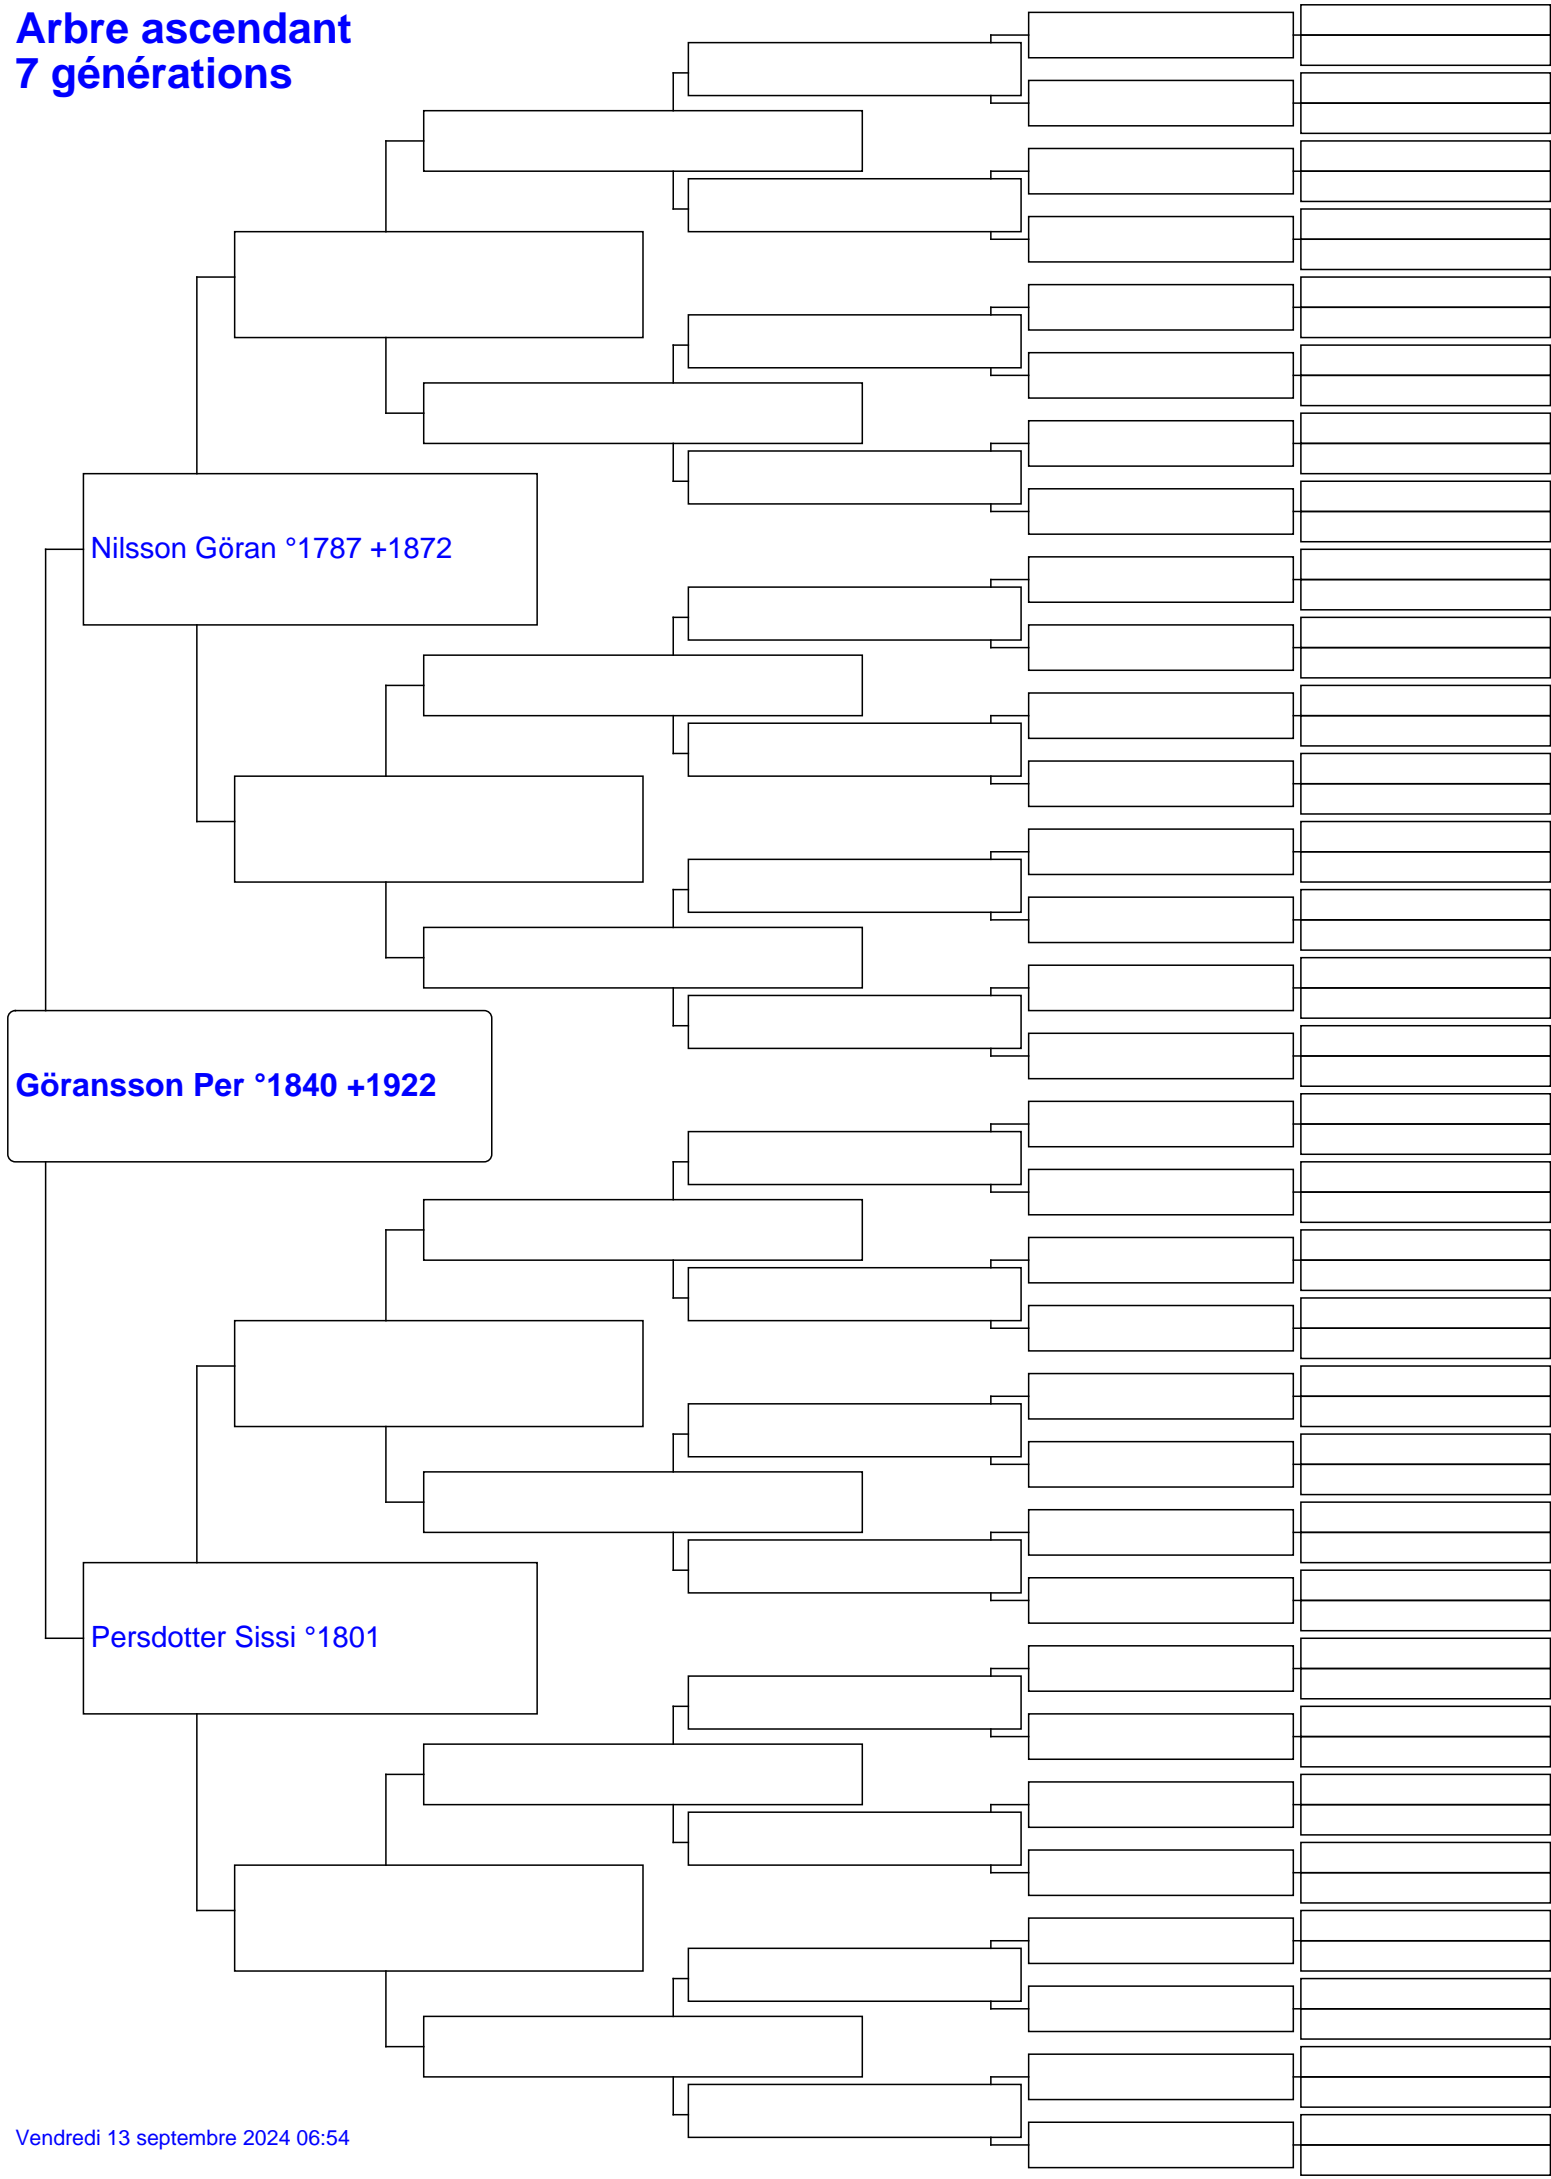 Arbre ascendant
7 générations
Nilsson Göran °1787 +1872
Göransson Per °1840 +1922
Persdotter Sissi °1801
Vendredi 13 septembre 2024 06:54